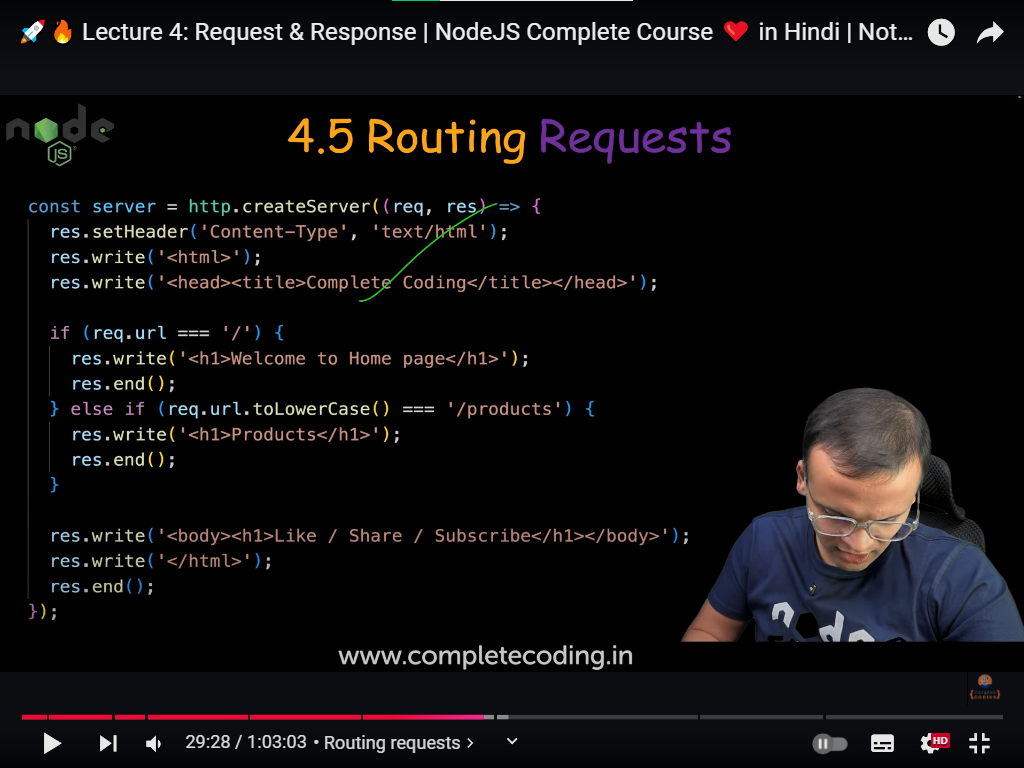 🚀🔥 Lecture 4: Request & Response | NodeJS Complete Course ❤️ in Hindi | Not...
node
JS
4.5 Routing Requests
const server = http.createServer((req, res) => {
res.setHeader('Content-Type', 'text/html');
res.write('<html>');
res.write('<head><title>Complete Coding</title></head>');
if (req.url === '/') {
res.write('<h1>Welcome to Home page</h1>');
res.end();
} else if (req.url.toLowerCase() === '/products') {
res.write('<h1>Products</h1>');
res.end();
}
res.write('<body><h1>Like / Share / Subscribe</h1></body>');
res.write('</html>');
res.end();
});
node
www.completecoding.in
29:28 / 1:03:03 • Routing requests >
HD